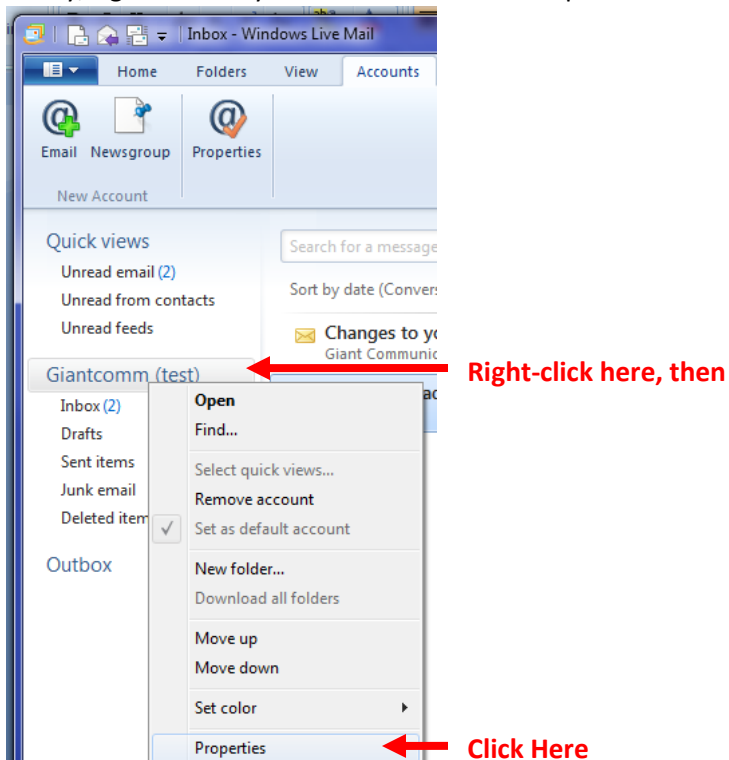 Inbox - Windows Live Mail
Home Folders View Accounts
Email Newsgroup Properties
New Account
Quick views
Unread email (2)
Unread from contacts
Unread feeds
Search for a message
Sort by date (Conver
Changes to yo
Giant Communic
Giantcomm (test)
Right-click here, then
Inbox (2)
Drafts
Sent items
Junk email
Deleted item
Outbox
Open
Find...
Select quick views...
Remove account
Set as default account
New folder...
Download all folders
Move up
Move down
Set color
Properties
Click Here